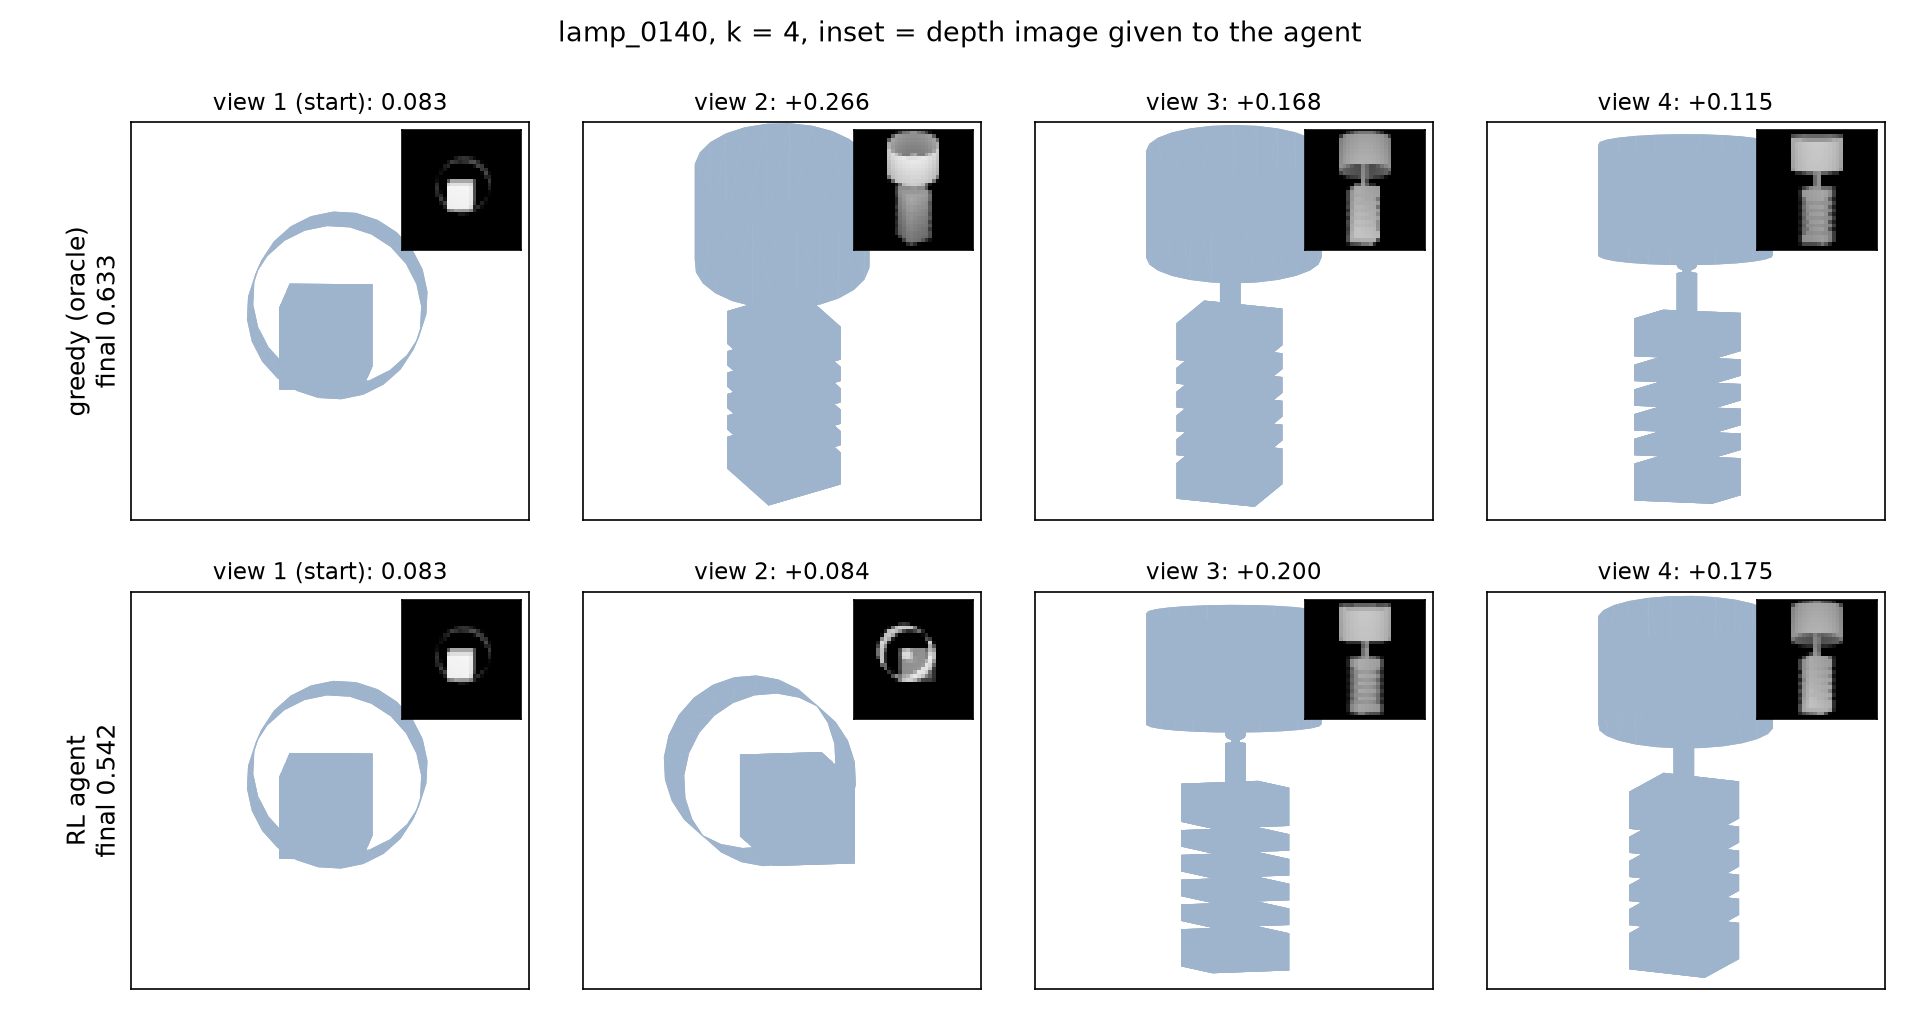 lamp_0140, k = 4, inset = depth image given to the agent
greedy (oracle)
final 0.633
view 1 (start): 0.083
view 2: +0.266
view 3: +0.168
view 4: +0.115
RL agent
final 0.542
view 1 (start): 0.083
view 2: +0.084
view 3: +0.200
view 4: +0.175